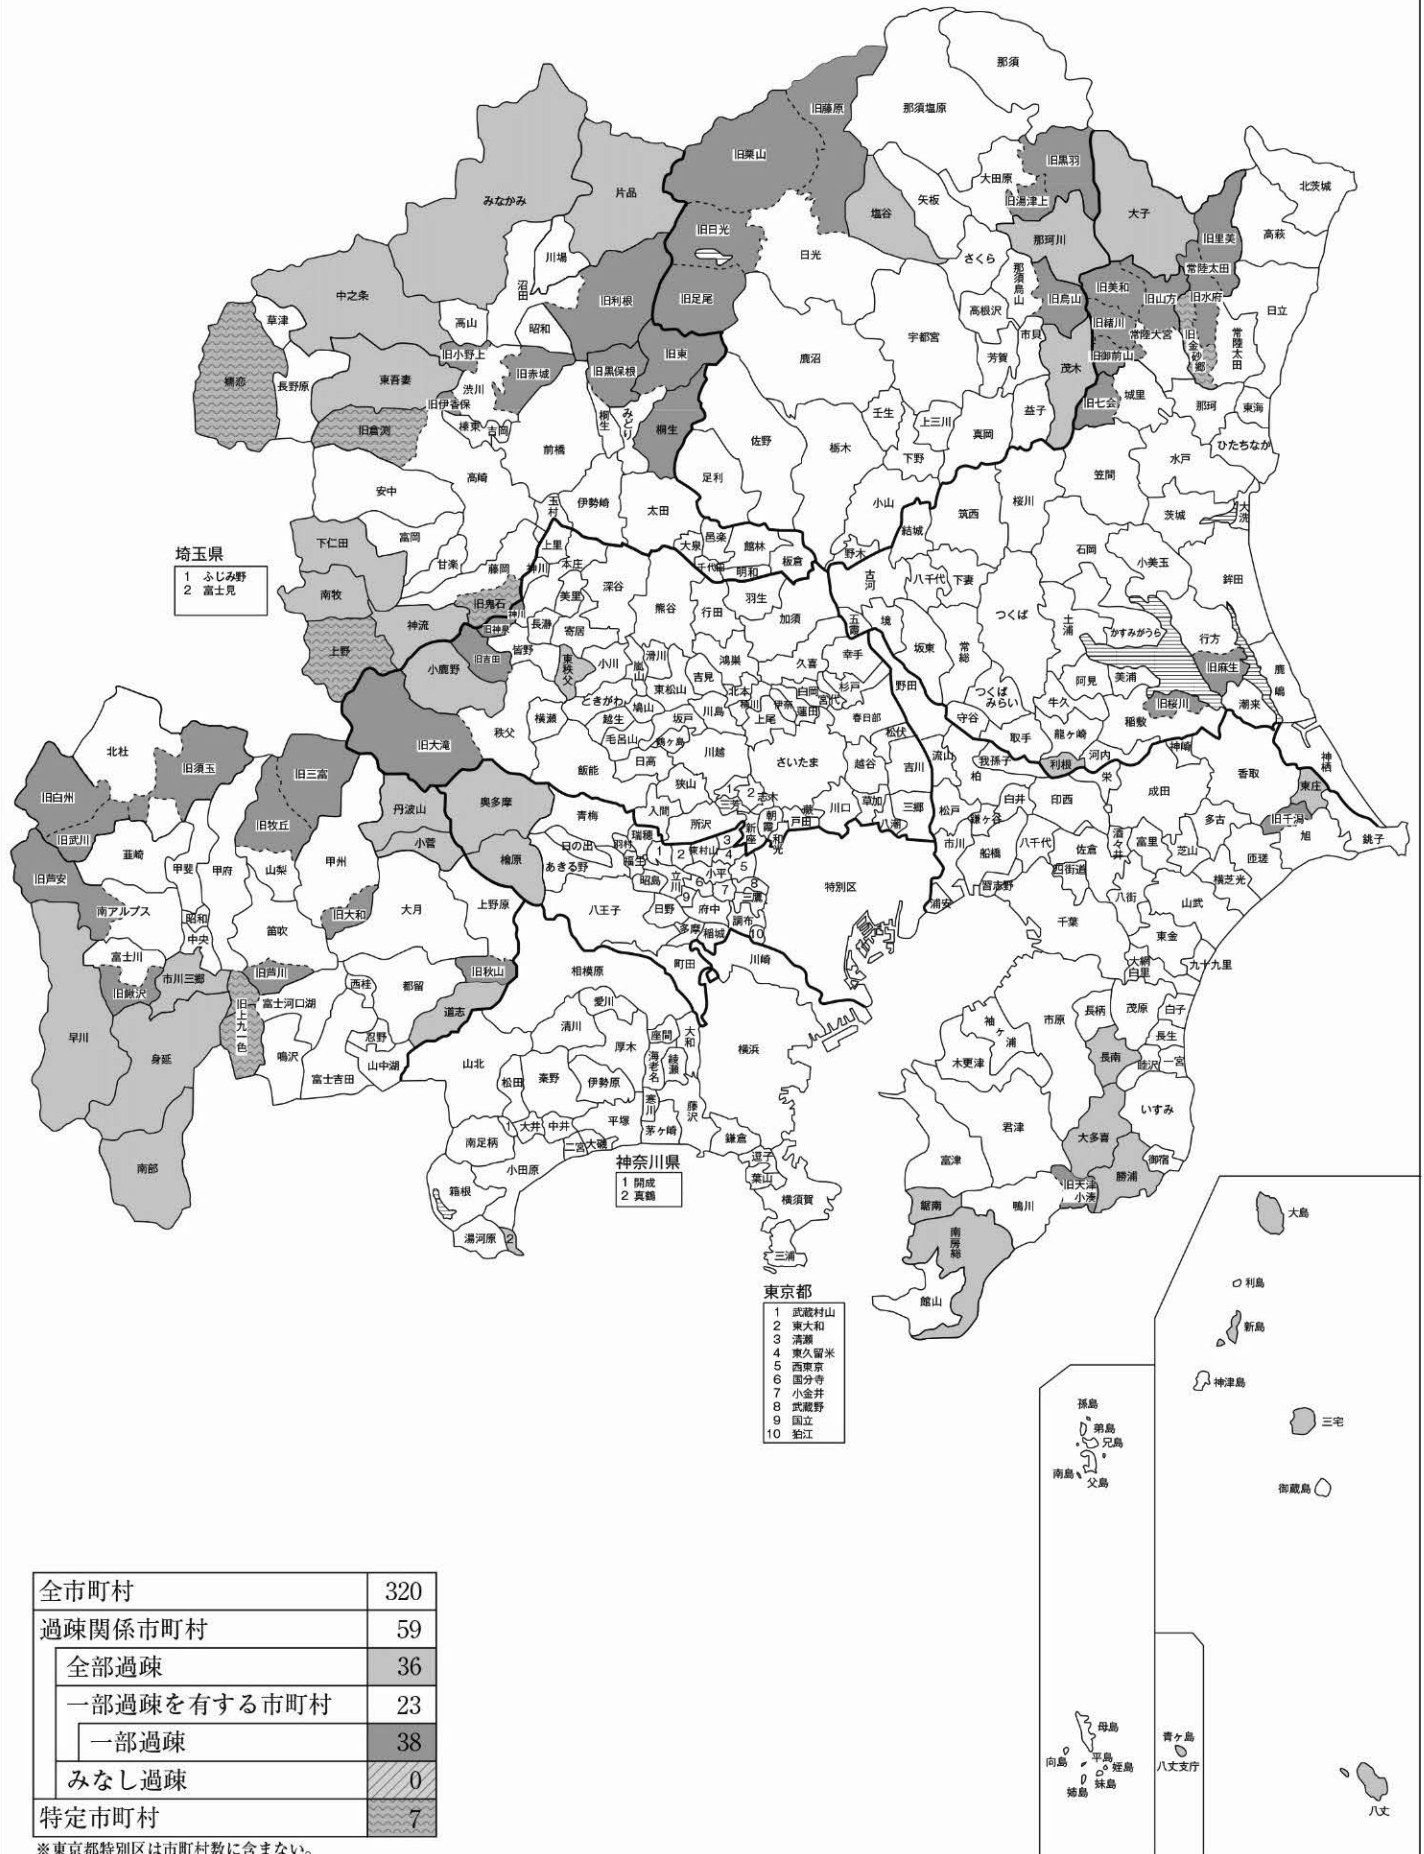 那須
那須塩原
旧藤原
旧栗山
旧黒羽
大田原
旧湯津上
矢板
塩谷
那珂川
大子
北茨城
高萩
旧里美
常陸太田
みなかみ
片品
旧日光
日光
さくら
那須烏山
旧烏山
旧美和
旧山方
旧水府
日立
川場
沼田
中之条
草津
高山
昭和
旧利根
旧足尾
宇都宮
高根沢
市貝
旧緒川
常陸大宮
旧金砂郷
常陸太田
旧御前山
嬬恋
長野原
東吾妻
旧小野上
渋川
旧赤城
旧黒保根
旧東
鹿沼
芳賀
茂木
旧七会
城里
那珂
東海
旧伊香保
榛東
吉岡
旧倉渕
桐生
みどり
桐生
壬生
上三川
真岡
益子
ひたちなか
前橋
佐野
栃木
下野
水戸
笠間
高崎
安中
足利
伊勢崎
太田
玉村
小山
筑西
桜川
茨城
大洗
結城
富岡
下仁田
甘楽
藤岡
上里
神川
本庄
大泉
邑楽
館林
板倉
千代田
明和
野木
石岡
小美玉
鉾田
埼玉県
1 ふじみ野
2 富士見
南牧
神流
旧鬼石
神川
旧神泉
美里
深谷
熊谷
行田
羽生
加須
古河
八千代
下妻
つくば
土浦
かすみがうら
行方
上野
小鹿野
旧吉田
皆野
長瀞
寄居
東秩父
小川
嵐山
滑川
吉見
鴻巣
久喜
幸手
五霞
境
坂東
常総
旧麻生
鹿嶋
阿見
美浦
牛久
稲敷
旧桜川
潮来
秩父
横瀬
ときがわ
東松山
鳩山
越生
毛呂山
坂戸
鶴ヶ島
川島
北本
桶川
上尾
伊奈
蓮田
白岡
宮代
杉戸
春日部
松伏
野田
つくばみらい
守谷
取手
龍ヶ崎
河内
利根
神崎
神栖
旧大滝
飯能
日高
川越
狭山
さいたま
越谷
吉川
流山
柏
我孫子
栄
成田
香取
東庄
北杜
旧須玉
旧三富
旧白州
旧武川
旧牧丘
丹波山
奥多摩
小菅
青梅
入間
所沢
三芳
1
2
志木
新座
朝霞
和光
戸田
蕨
川口
草加
八潮
三郷
松戸
鎌ヶ谷
白井
印西
多古
旧干潟
旭
銚子
韮崎
甲斐
甲府
山梨
甲州
檜原
日の出
あきる野
瑞穂
羽村
福生
1
2
東村山
3
4
5
小平
6
7
8
三鷹
9
昭島
立川
特別区
市川
船橋
八千代
佐倉
酒々井
富里
芝山
匝瑳
旧芦安
南アルプス
昭和
中央
笛吹
旧大和
大月
上野原
八王子
日野
府中
調布
10
多摩
稲城
浦安
習志野
四街道
八街
横芝光
山武
千葉
東金
富士川
旧鰍沢
市川三郷
旧芦川
旧上九一色
富士河口湖
西桂
都留
旧秋山
相模原
町田
川崎
大網白里
九十九里
早川
身延
鳴沢
忍野
山中湖
富士吉田
道志
愛川
清川
厚木
座間
大和
海老名
綾瀬
横浜
市原
袖ヶ浦
木更津
長柄
茂原
白子
長生
長南
睦沢
一宮
山北
松田
秦野
伊勢原
寒川
藤沢
平塚
茅ヶ崎
鎌倉
逗子
葉山
横須賀
三浦
君津
いすみ
大多喜
御宿
勝浦
南足柄
1
大井
中井
二宮
大磯
小田原
箱根
湯河原
2
南部
神奈川県
1 開成
2 真鶴
富津
旧天津小湊
鋸南
鴨川
南房総
館山
東京都
1 武蔵村山
2 東大和
3 清瀬
4 東久留米
5 西東京
6 国分寺
7 小金井
8 武蔵野
9 国立
10 狛江
大島
利島
新島
神津島
三宅
御蔵島
孫島
弟島
兄島
南島
父島
母島
向島
平島
姪島
姉島
妹島
青ヶ島
八丈支庁
八丈
全市町村 320
過疎関係市町村 59
全部過疎 36
一部過疎を有する市町村 23
一部過疎 38
みなし過疎 0
特定市町村 7
※東京都特別区は市町村数に含まない。